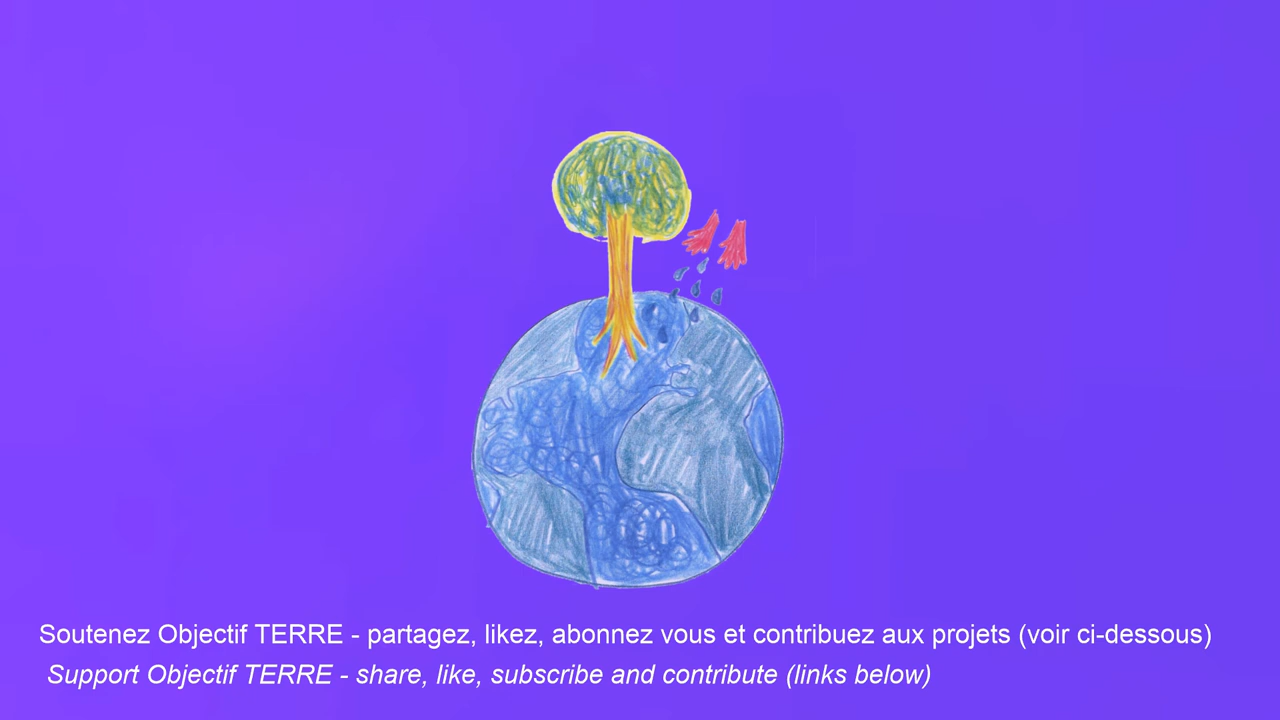 Soutenez Objectif TERRE - partagez, likez, abonnez vous et contribuez aux projets (voir ci-dessous)
Support Objectif TERRE - share, like, subscribe and contribute (links below)